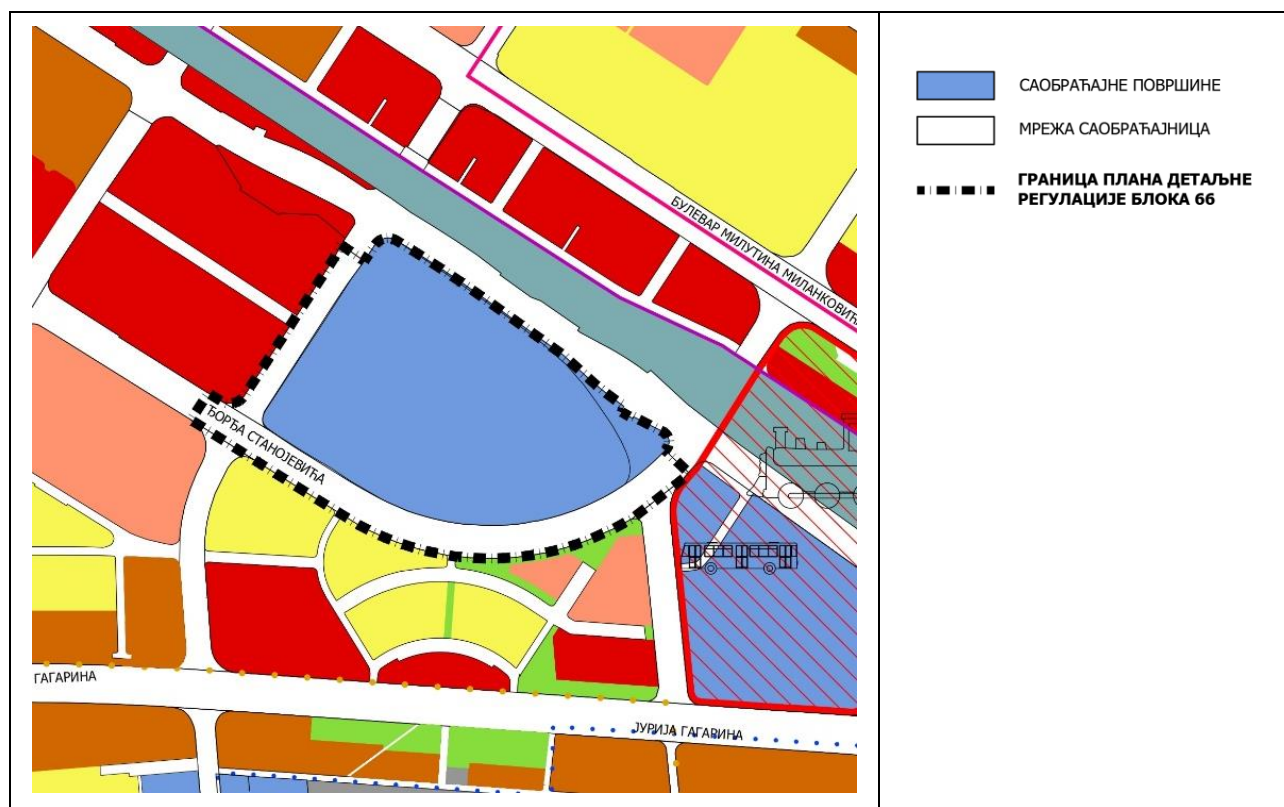 БУЛЕВАР МИЛУТИНА МИЛАНКОВИЋА
ЂОРЂА СТАНОЈЕВИЋА
ГАГАРИНА
ЈУРИЈА ГАГАРИНА
САОБРАЋАЈНЕ ПОВРШИНЕ
МРЕЖА САОБРАЋАЈНИЦА
ГРАНИЦА ПЛАНА ДЕТАЉНЕ
РЕГУЛАЦИЈЕ БЛОКА 66